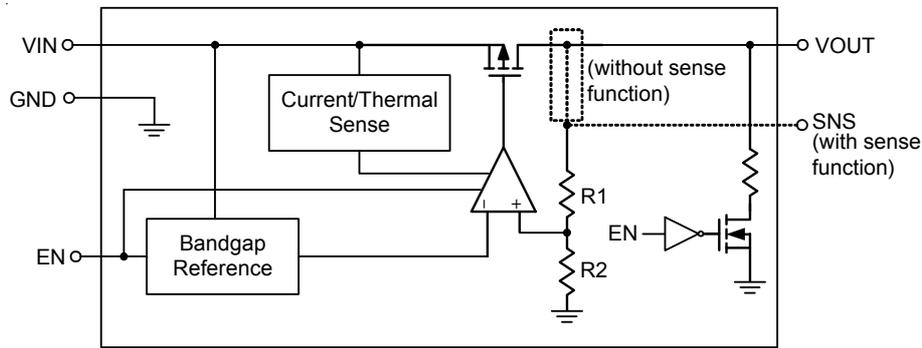 VIN
VOUT
(without sense
function)
GND
Current/Thermal
Sense
SNS
(with sense
function)
R1
− +
EN
EN
Bandgap
Reference
R2